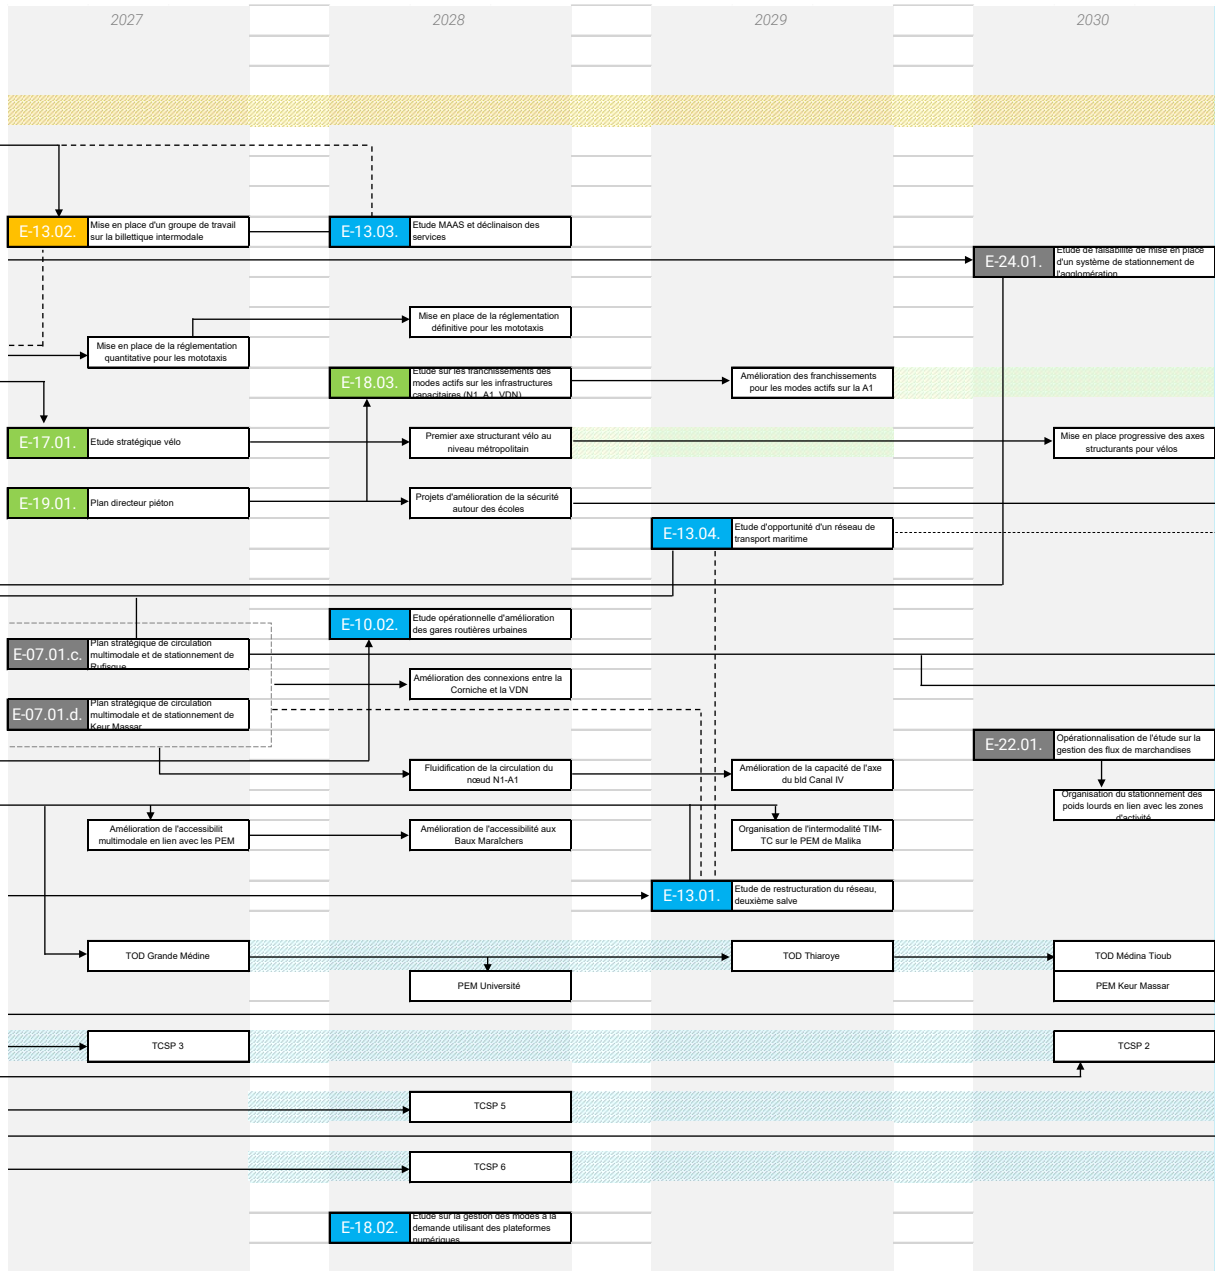 2027
2028
2029
2030
E-13.02.
Mise en place d'un groupe de travail
sur la billettique intermodale
E-13.03.
Etude MAAS et déclinaison des
services
E-24.01.
Etude de faisabilité de mise en place
d'un système de stationnement de
l'agglomération
Mise en place de la réglementation
définitive pour les mototaxis
Mise en place de la réglementation
quantitative pour les mototaxis
E-18.03.
Etude sur les franchissements des
modes actifs sur les infrastructures
capacitaires (N1, A1, VDN)
Amélioration des franchissements
pour les modes actifs sur la A1
E-17.01.
Etude stratégique vélo
Premier axe structurant vélo au
niveau métropolitain
Mise en place progressive des axes
structurants pour vélos
E-19.01.
Plan directeur piéton
Projets d'amélioration de la sécurité
autour des écoles
E-13.04.
Etude d'opportunité d'un réseau de
transport maritime
E-10.02.
Etude opérationnelle d'amélioration
des gares routières urbaines
E-07.01.c.
Plan stratégique de circulation
multimodale et de stationnement de
Rufisque
Amélioration des connexions entre la
Corniche et la VDN
E-07.01.d.
Plan stratégique de circulation
multimodale et de stationnement de
Keur Massar
E-22.01.
Opérationnalisation de l'étude sur la
gestion des flux de marchandises
Fluidification de la circulation du
nœud N1-A1
Amélioration de la capacité de l'axe
du bld Canal IV
Organisation du stationnement des
poids lourds en lien avec les zones
d'activité
Amélioration de l'accessibilit
multimodale en lien avec les PEM
Amélioration de l'accessibilité aux
Baux Maraîchers
Organisation de l'intermodalité TIM-
TC sur le PEM de Malika
E-13.01.
Etude de restructuration du réseau,
deuxième salve
TOD Grande Médine
TOD Thiaroye
TOD Médina Tioub
PEM Université
PEM Keur Massar
TCSP 3
TCSP 2
TCSP 5
TCSP 6
E-18.02.
Etude sur la gestion des modes à la
demande utilisant des plateformes
numériques